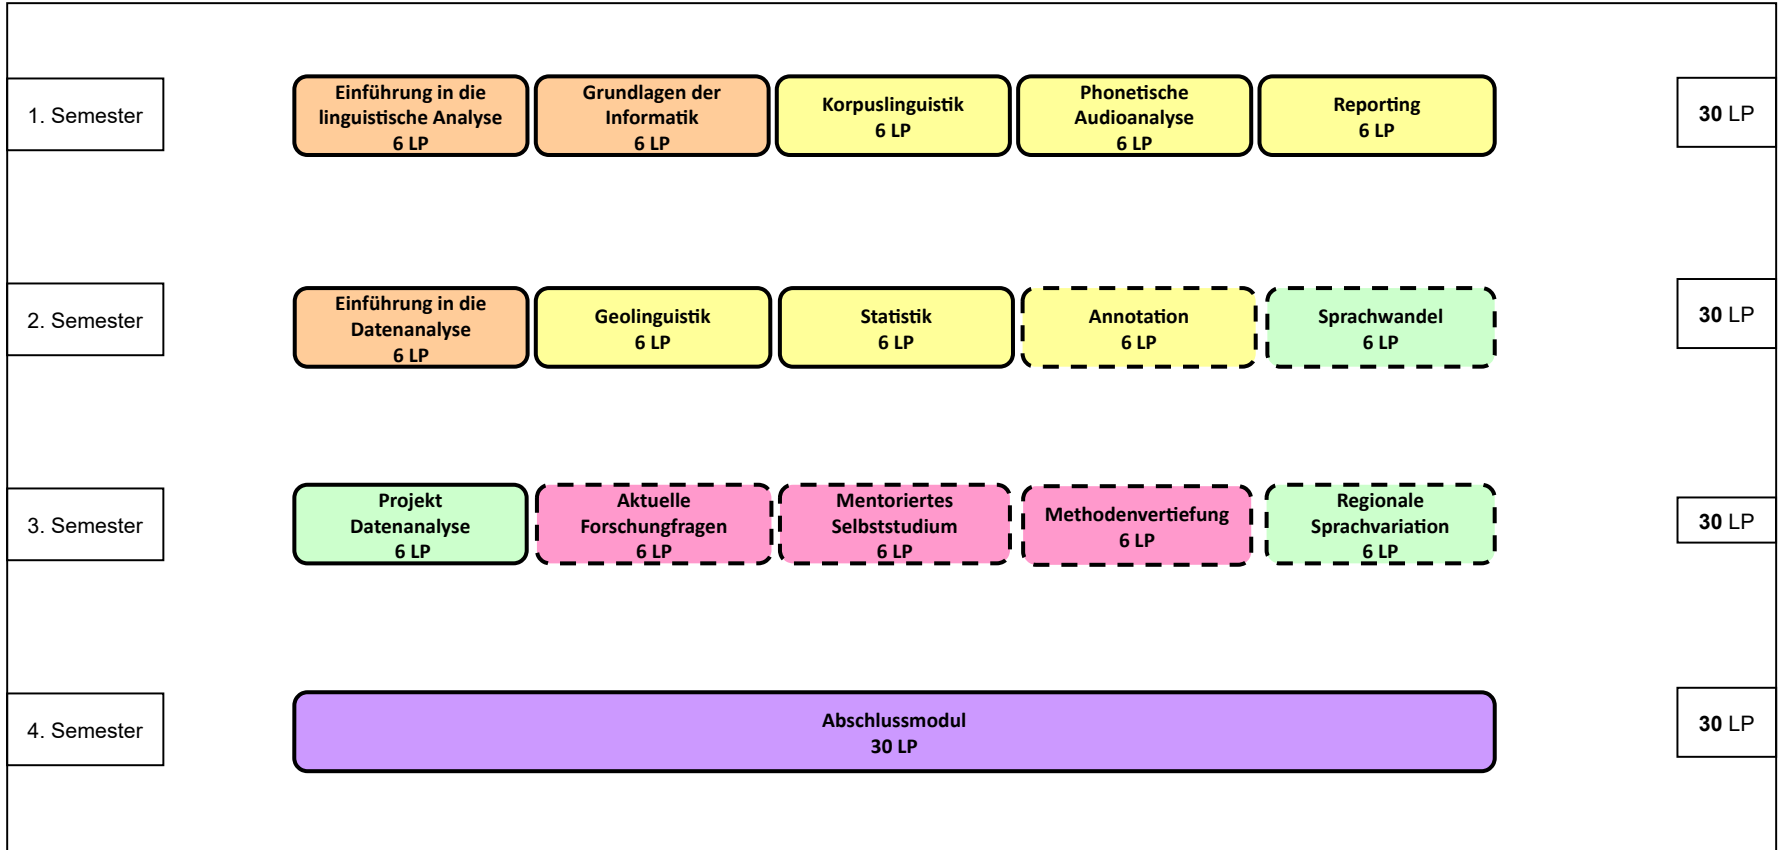 1. Semester
Einführung in die
linguistische Analyse
6 LP
Grundlagen der
Informatik
6 LP
Korpuslinguistik
6 LP
Phonetische
Audioanalyse
6 LP
Reporting
6 LP
30 LP
2. Semester
Einführung in die
Datenanalyse
6 LP
Geolinguistik
6 LP
Statistik
6 LP
Annotation
6 LP
Sprachwandel
6 LP
30 LP
3. Semester
Projekt
Datenanalyse
6 LP
Aktuelle
Forschungfragen
6 LP
Mentoriertes
Selbststudium
6 LP
Methodenvertiefung
6 LP
Regionale
Sprachvariation
6 LP
30 LP
4. Semester
Abschlussmodul
30 LP
30 LP